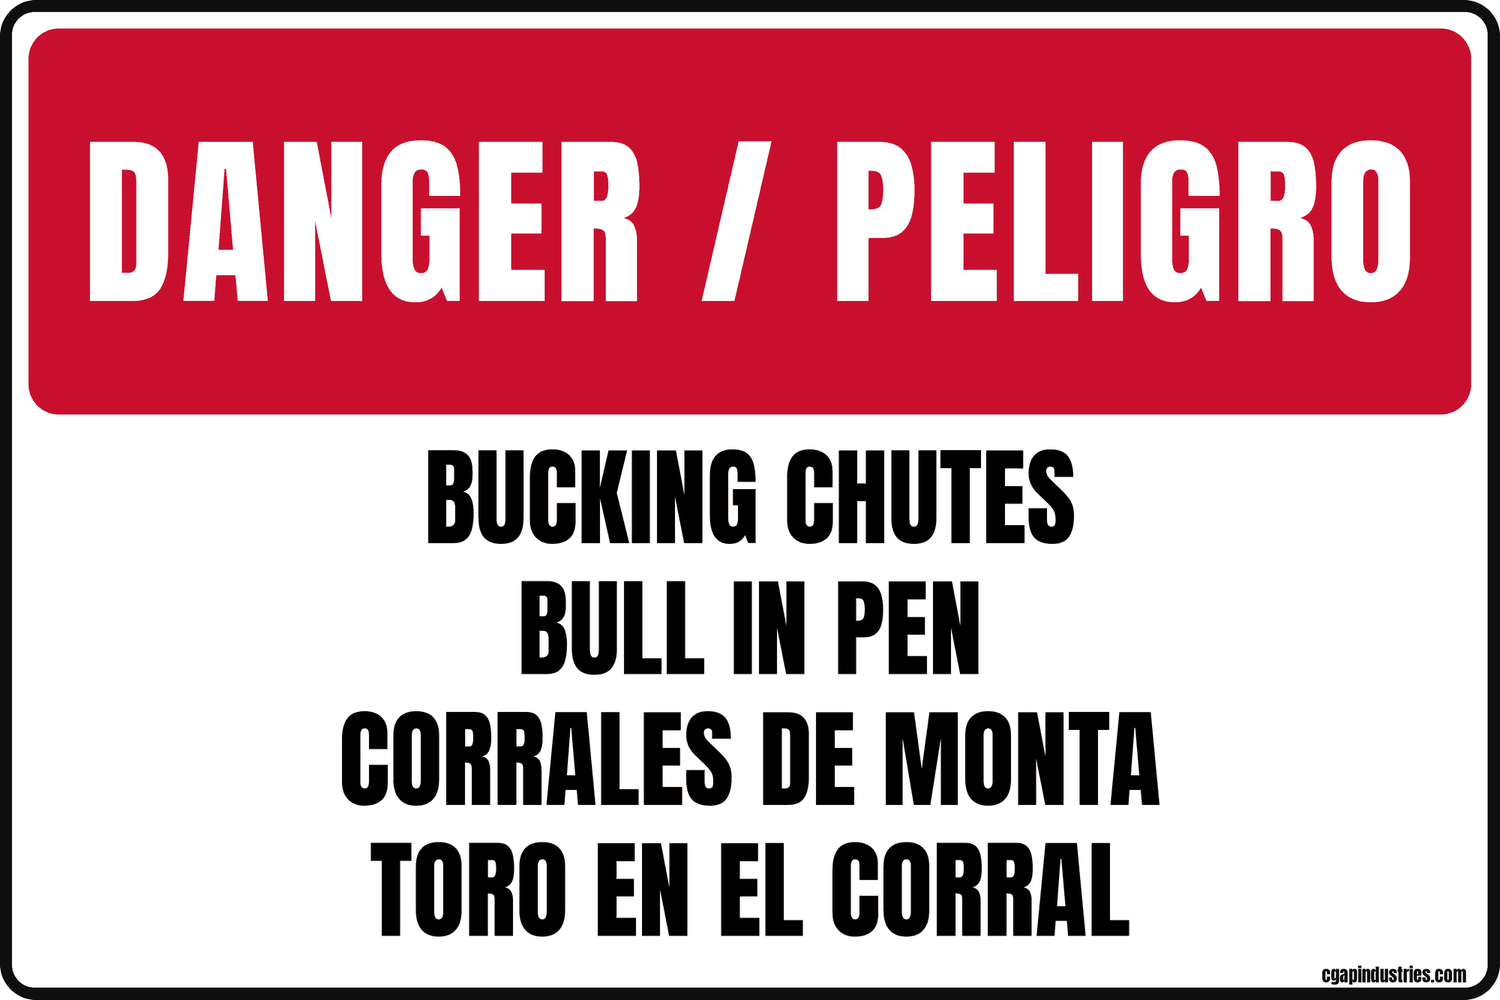 DANGER / PELIGRO
BUCKING CHUTES
BULL IN PEN
CORRALES DE MONTA
TORO EN EL CORRAL
cgapindustries.com